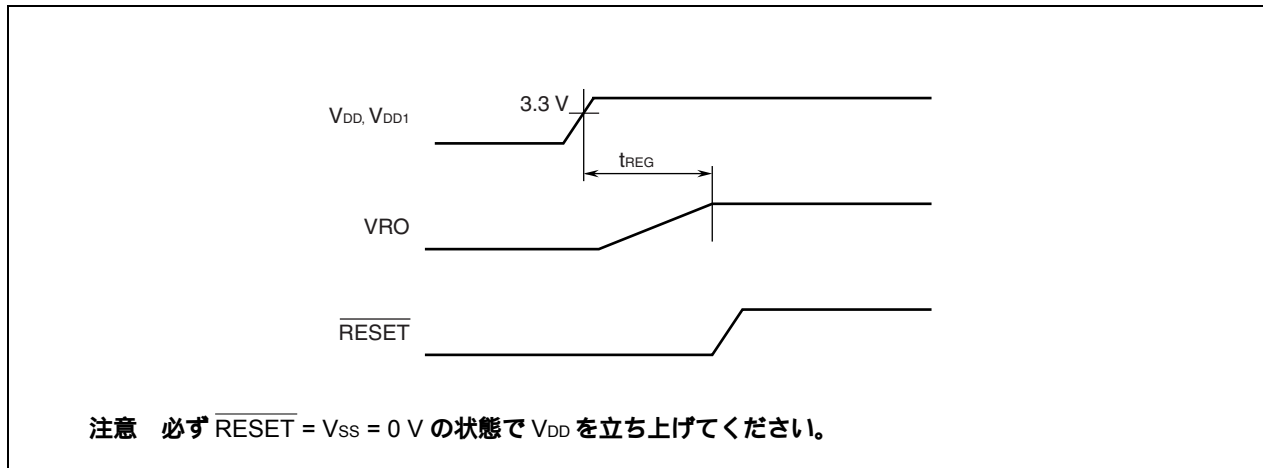 3.3 V
VDD, VDD1
tREG
VRO
RESET
注意 必ず RESET = VSS = 0 V の状態で VDD を立ち上げてください。